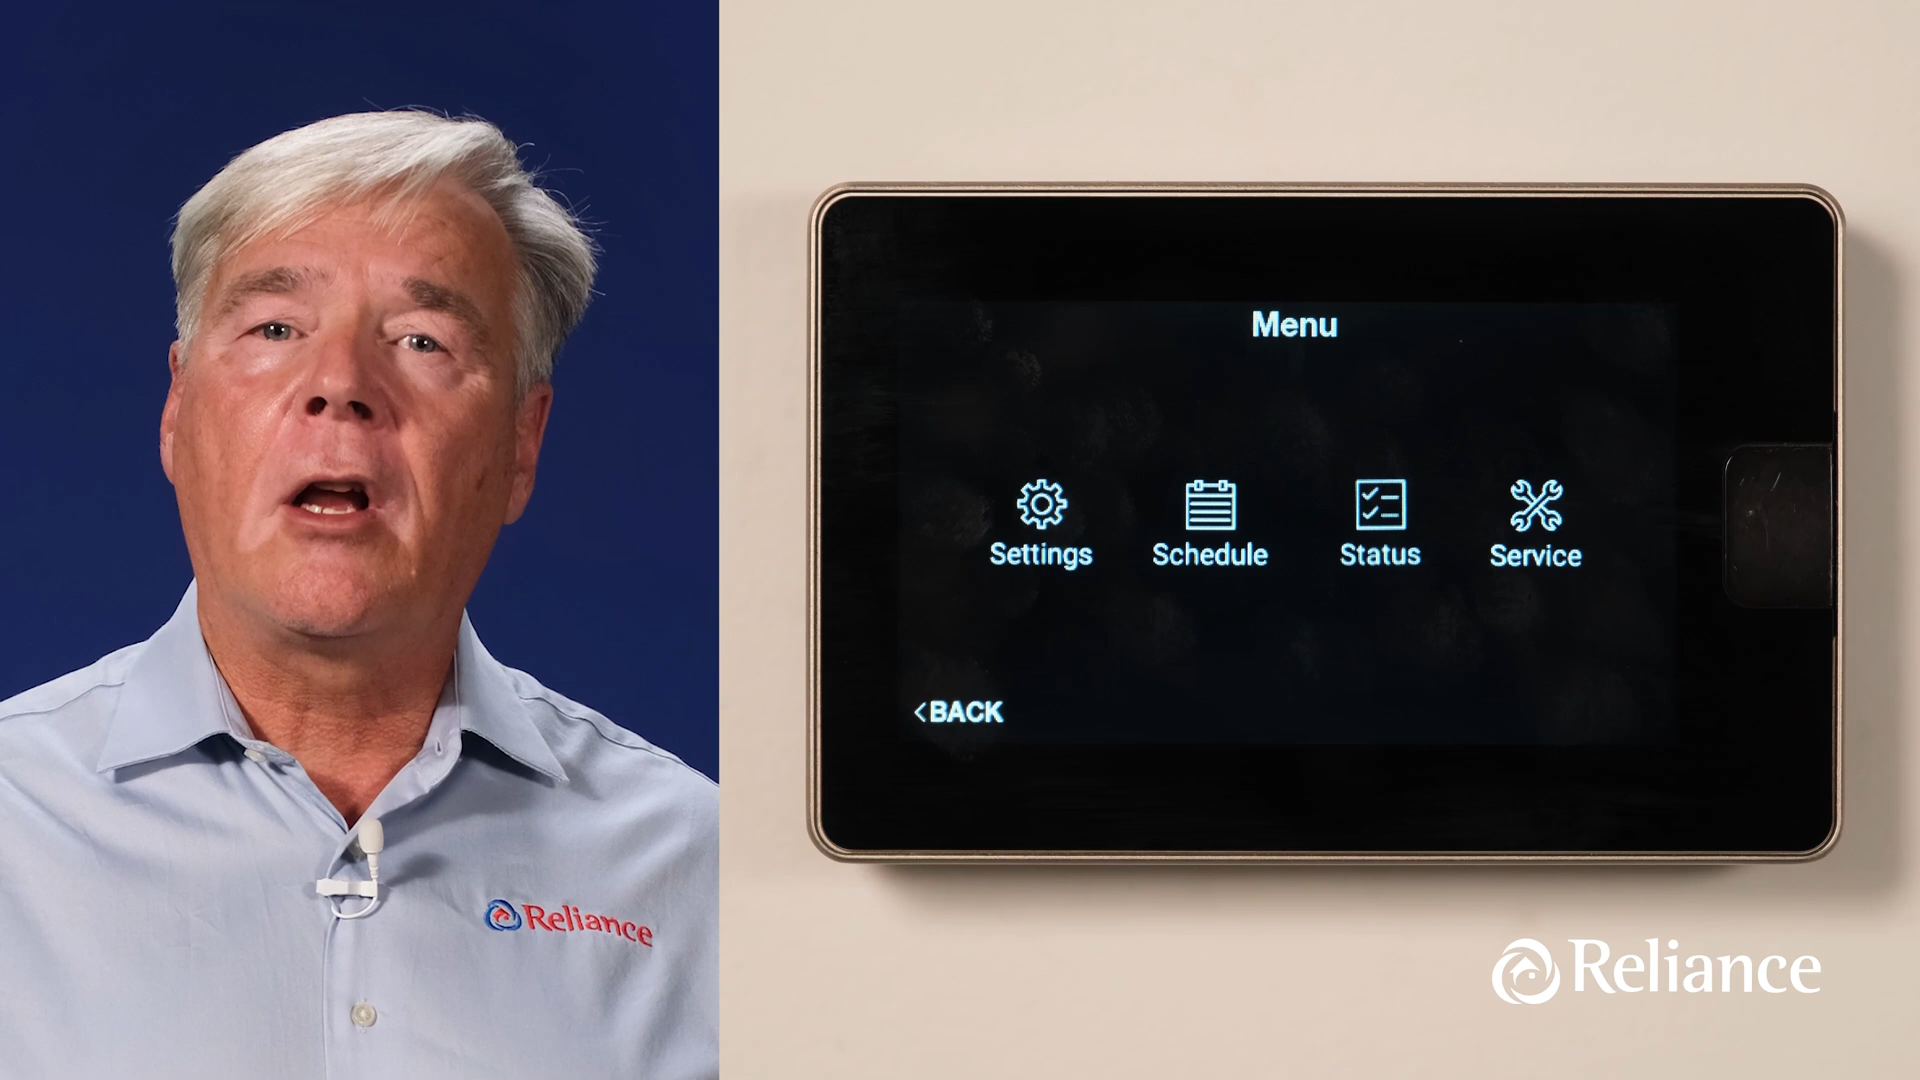 Reliance
Menu
Settings
Schedule
Status
Service
<BACK
Reliance